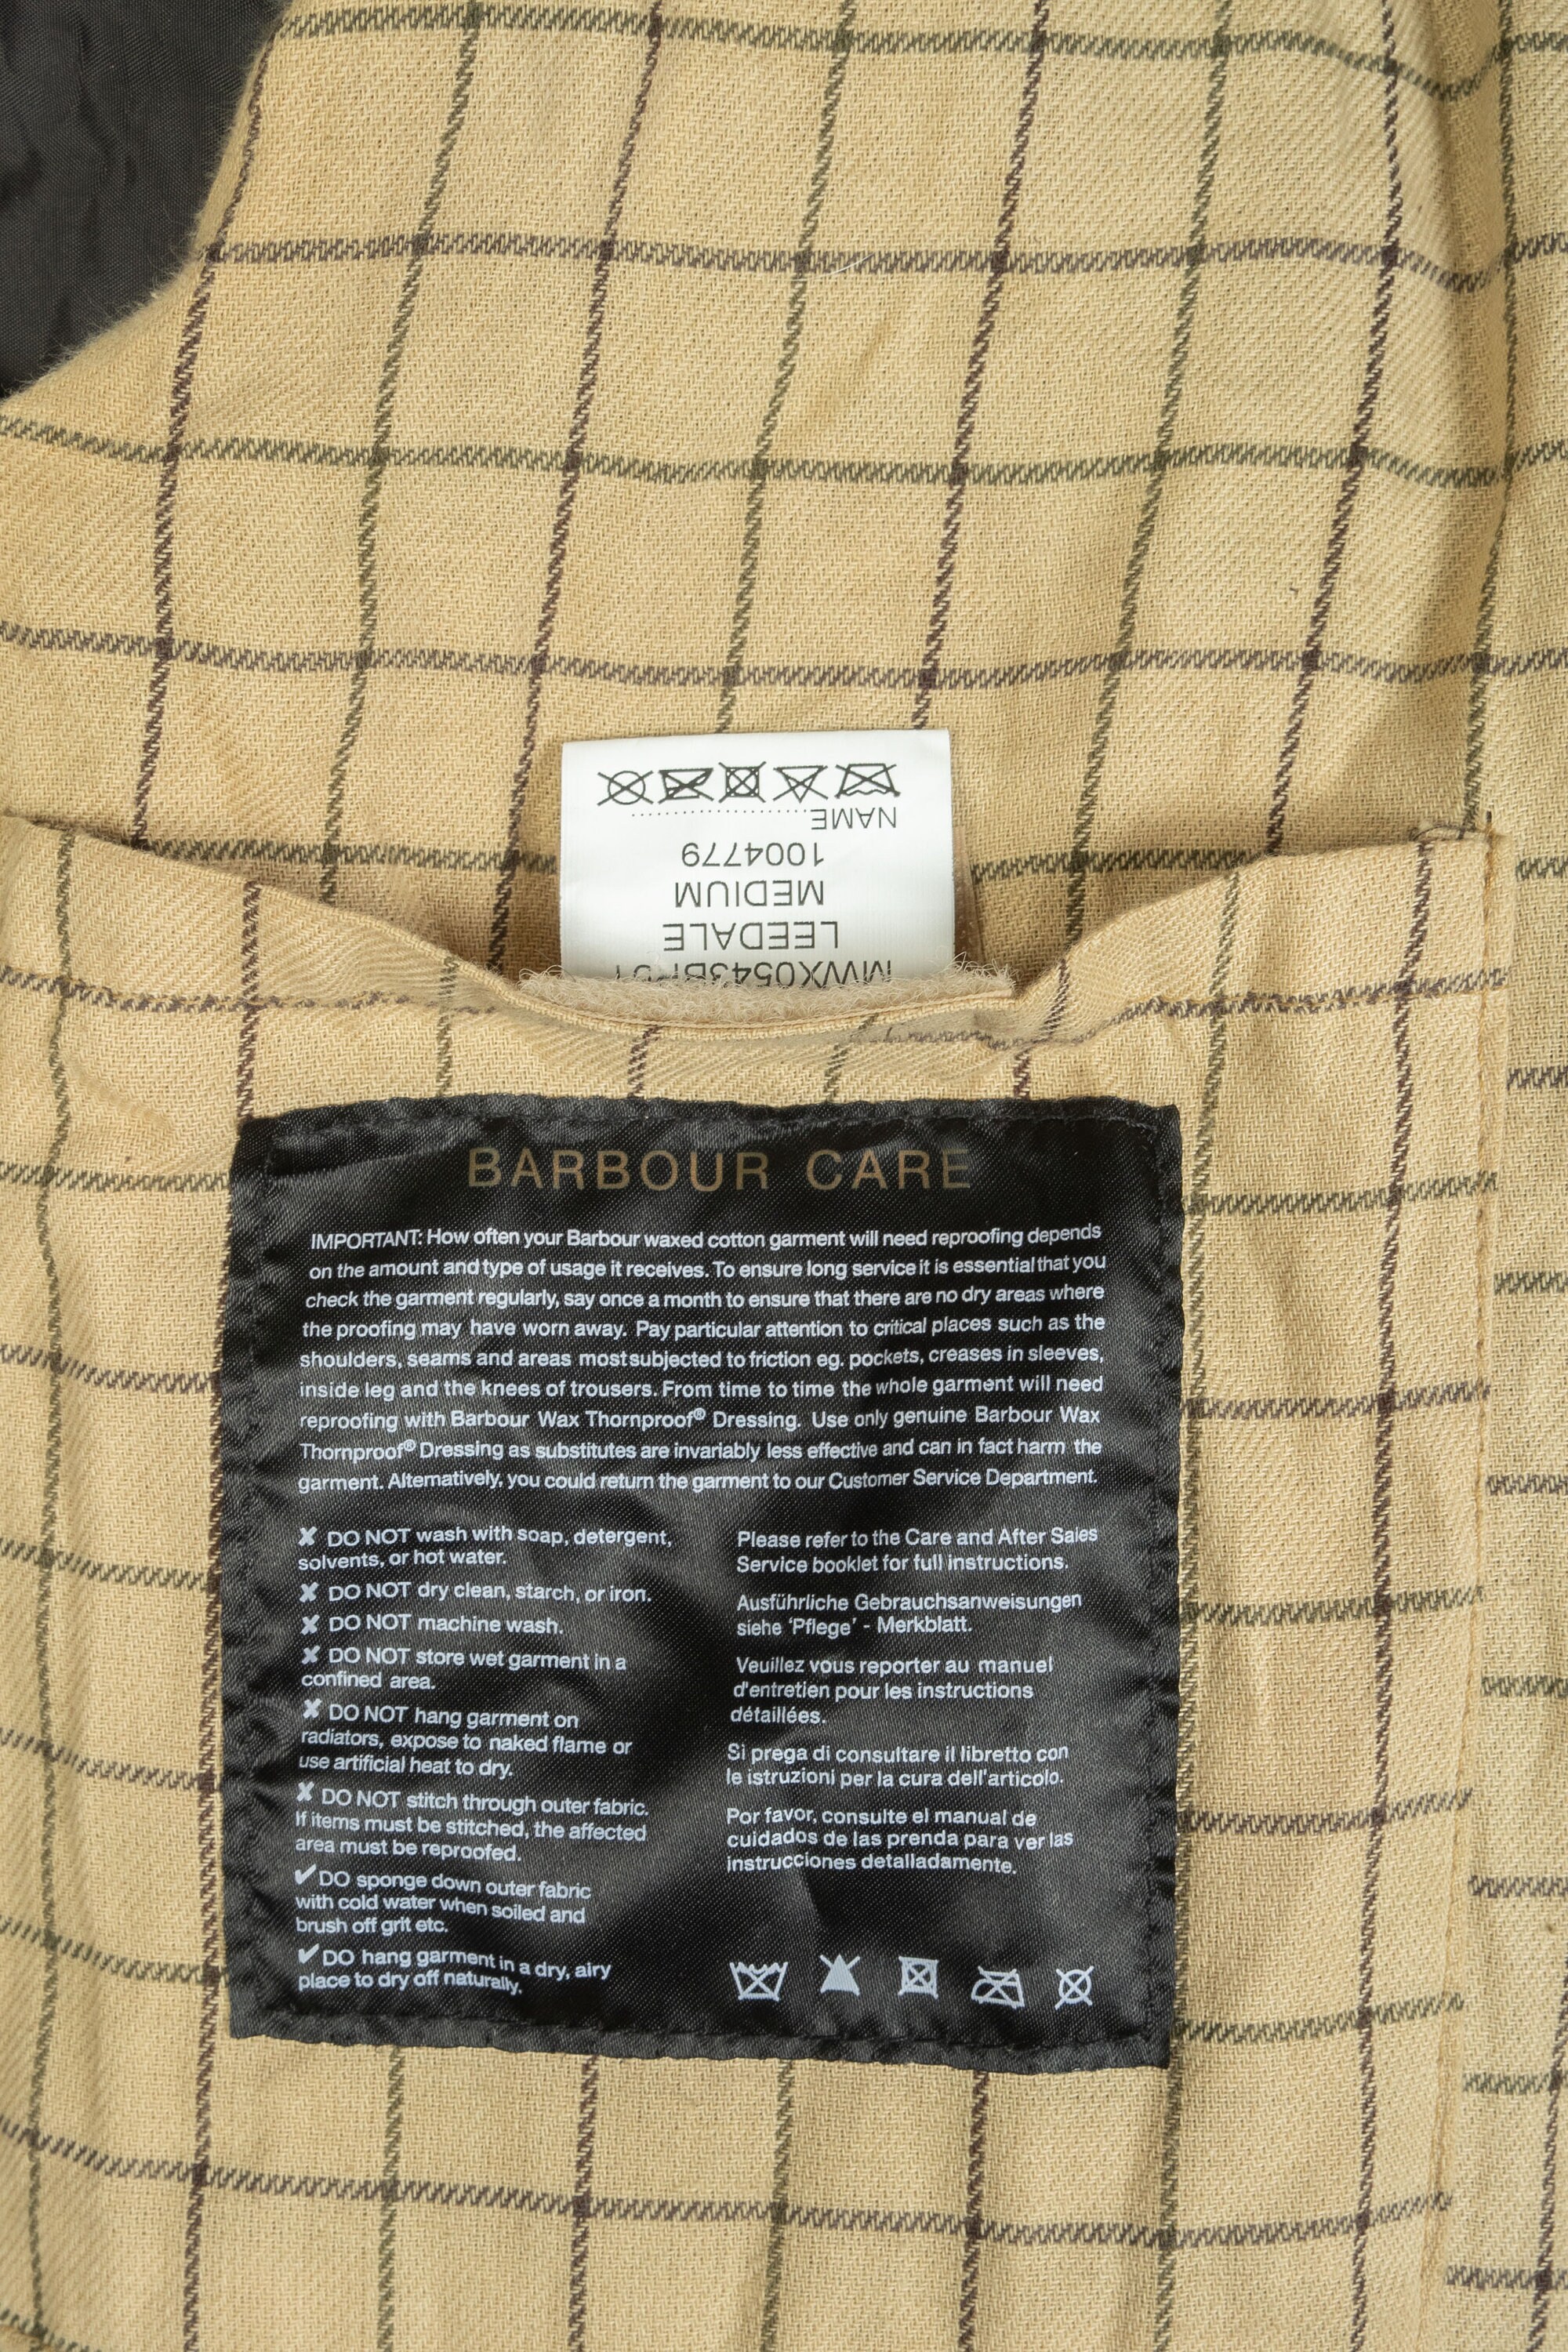 NAME
1004779
MEDIUM
LEEDALE
BARBOUR CARE
IMPORTANT: How often your Barbour waxed cotton garment will need reproofing depends
on the amount and type of usage it receives. To ensure long service it is essential that you
check the garment regularly, say once a month to ensure that there are no dry areas where
the proofing may have worn away. Pay particular attention to critical places such as the
shoulders, seams and areas most subjected to friction eg. pockets, creases in sleeves,
inside leg and the knees of trousers. From time to time the whole garment will need
reproofing with Barbour Wax Thornproof® Dressing. Use only genuine Barbour Wax
Thornproof® Dressing as substitutes are invariably less effective and can in fact harm the
garment. Alternatively, you could return the garment to our Customer Service Department.
✘ DO NOT wash with soap, detergent,
solvents, or hot water.
✘ DO NOT dry clean, starch, or iron.
✘ DO NOT machine wash.
✘ DO NOT store wet garment in a
confined area.
✘ DO NOT hang garment on
radiators, expose to naked flame or
use artificial heat to dry.
✘ DO NOT stitch through outer fabric.
If items must be stitched, the affected
area must be reproofed.
✔ DO sponge down outer fabric
with cold water when soiled and
brush off grit etc.
✔ DO hang garment in a dry, airy
place to dry off naturally.
Please refer to the Care and After Sales
Service booklet for full instructions.
Ausführliche Gebrauchsanweisungen
siehe ‘Pflege’ - Merkblatt.
Veuillez vous reporter au manuel
d'entretien pour les instructions
détaillées.
Si prega di consultare il libretto con
le istruzioni per la cura dell'articolo.
Por favor, consulte el manual de
cuidados de las prenda para ver las
instrucciones detalladamente.